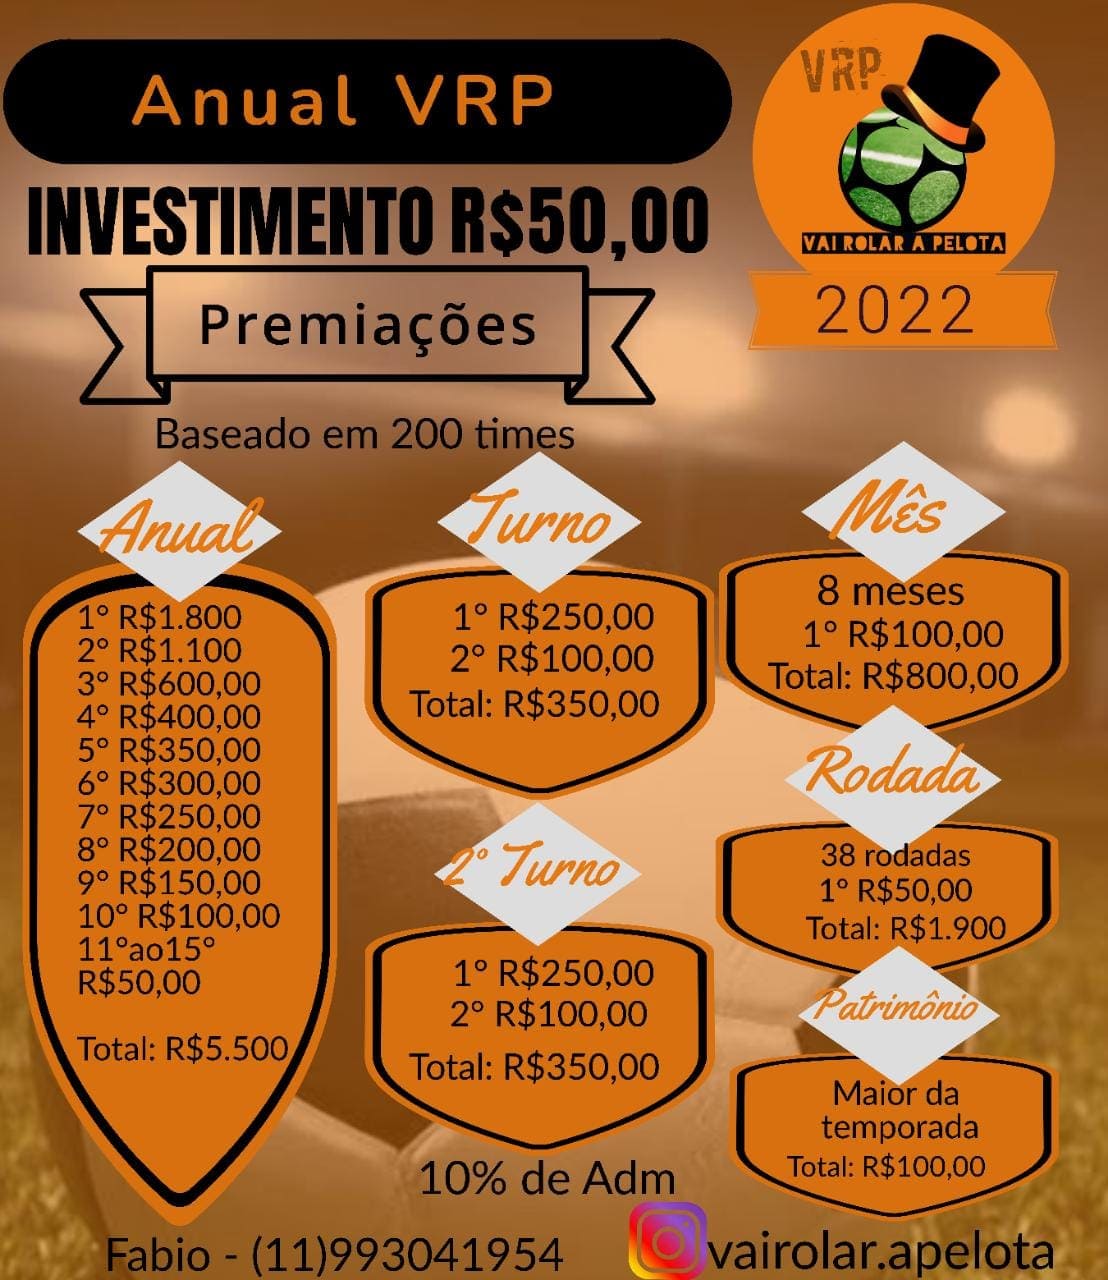 Anual VRP
VRP
VAI ROLAR A PELOTA
2022
INVESTIMENTO R$50,00
Premiações
Baseado em 200 times
Anual
1° R$1.800
2° R$1.100
3° R$600,00
4° R$400,00
5° R$350,00
6° R$300,00
7° R$250,00
8° R$200,00
9° R$150,00
10° R$100,00
11°ao15°
R$50,00
Total: R$5.500
Turno
1° R$250,00
2° R$100,00
Total: R$350,00
2° Turno
1° R$250,00
2° R$100,00
Total: R$350,00
Mês
8 meses
1° R$100,00
Total: R$800,00
Rodada
38 rodadas
1° R$50,00
Total: R$1.900
Patrimônio
Maior da
temporada
Total: R$100,00
10% de Adm
Fabio - (11)993041954
vairolar.apelota